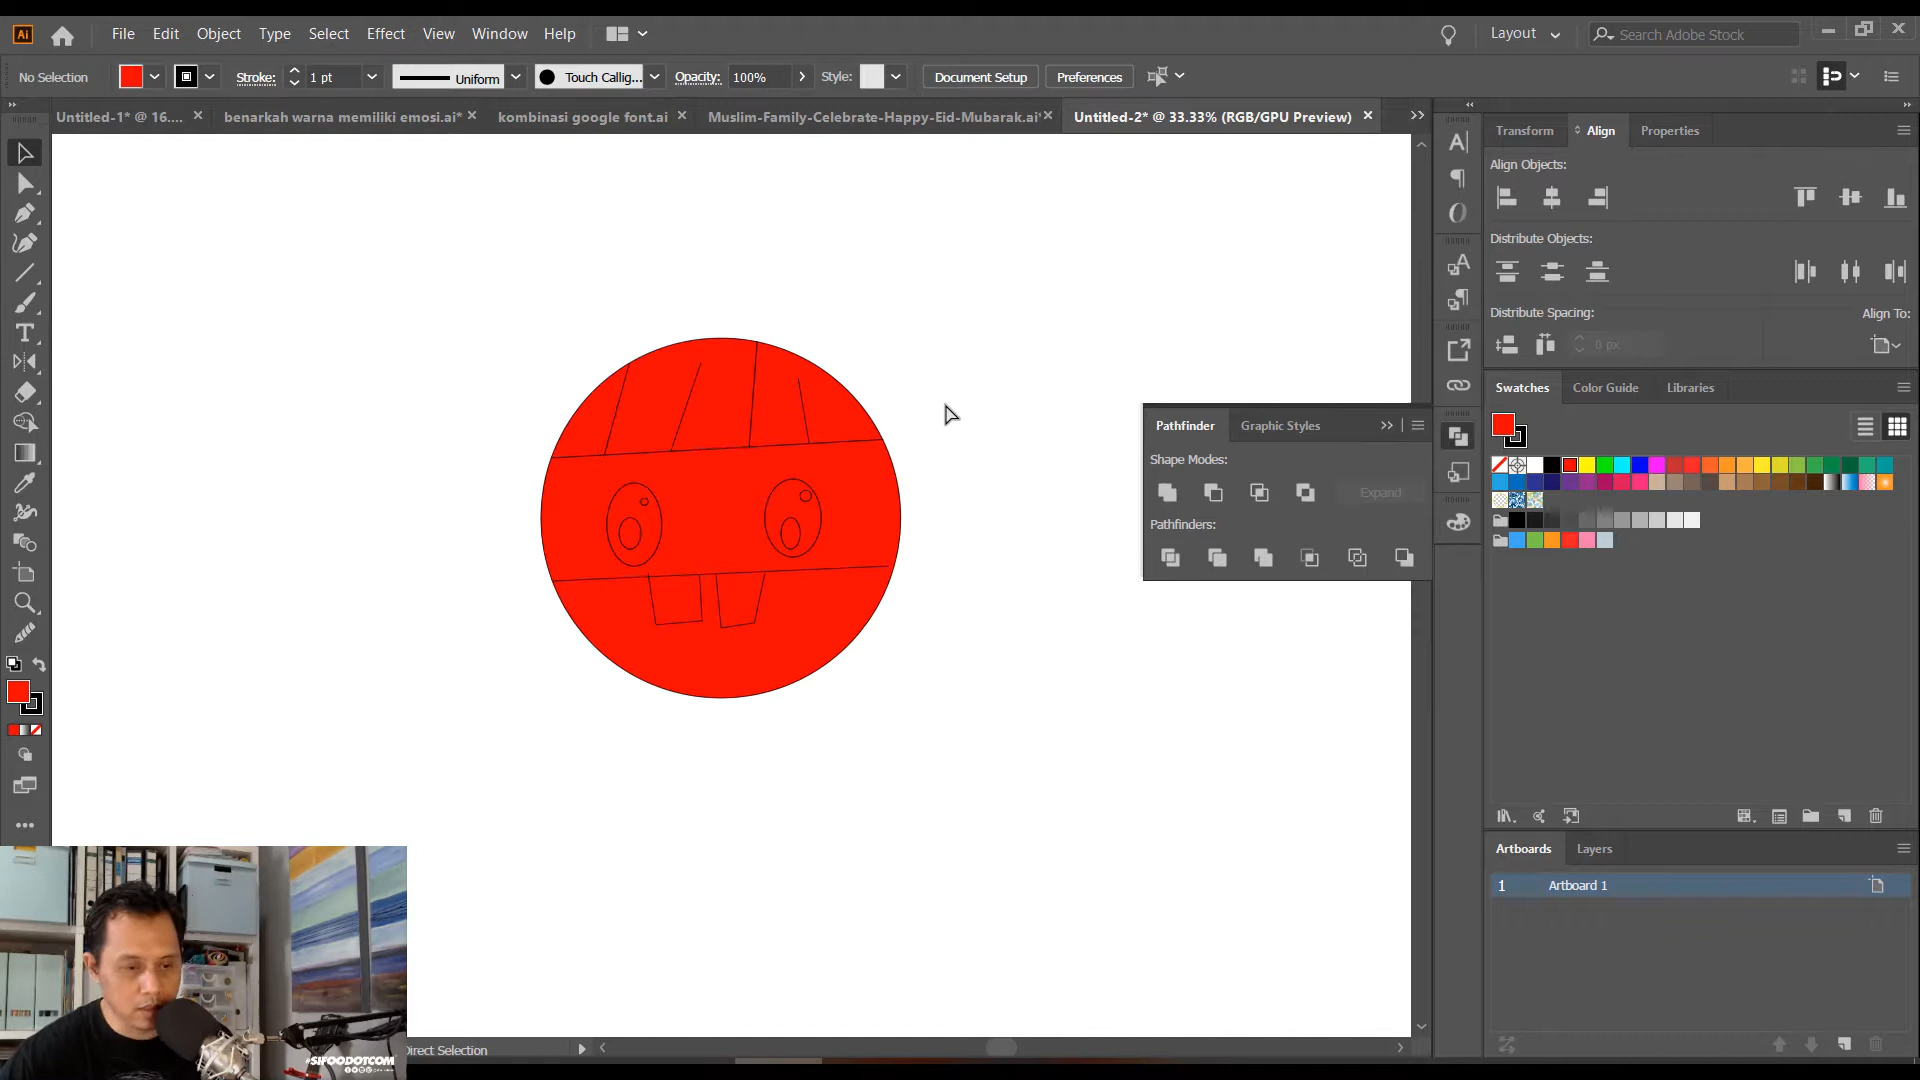 Ai File Edit Object Type Select Effect View Window Help Layout Search Adobe Stock
No Selection Stroke: 1 pt Uniform Touch Callig... Opacity: 100% Style: Document Setup Preferences
Untitled-1* @ 16.... benarkah warna memiliki emosi.ai* kombinasi google font.ai Muslim-Family-Celebrate-Happy-Eid-Mubarak.ai* Untitled-2* @ 33.33% (RGB/GPU Preview)
Transform Align Properties
Align Objects:
Distribute Objects:
Distribute Spacing: Align To:
0 px
Swatches Color Guide Libraries
Pathfinder Graphic Styles
Shape Modes:
Expand
Pathfinders:
Artboards Layers
1 Artboard 1
Direct Selection
#SIFOODOTCOM